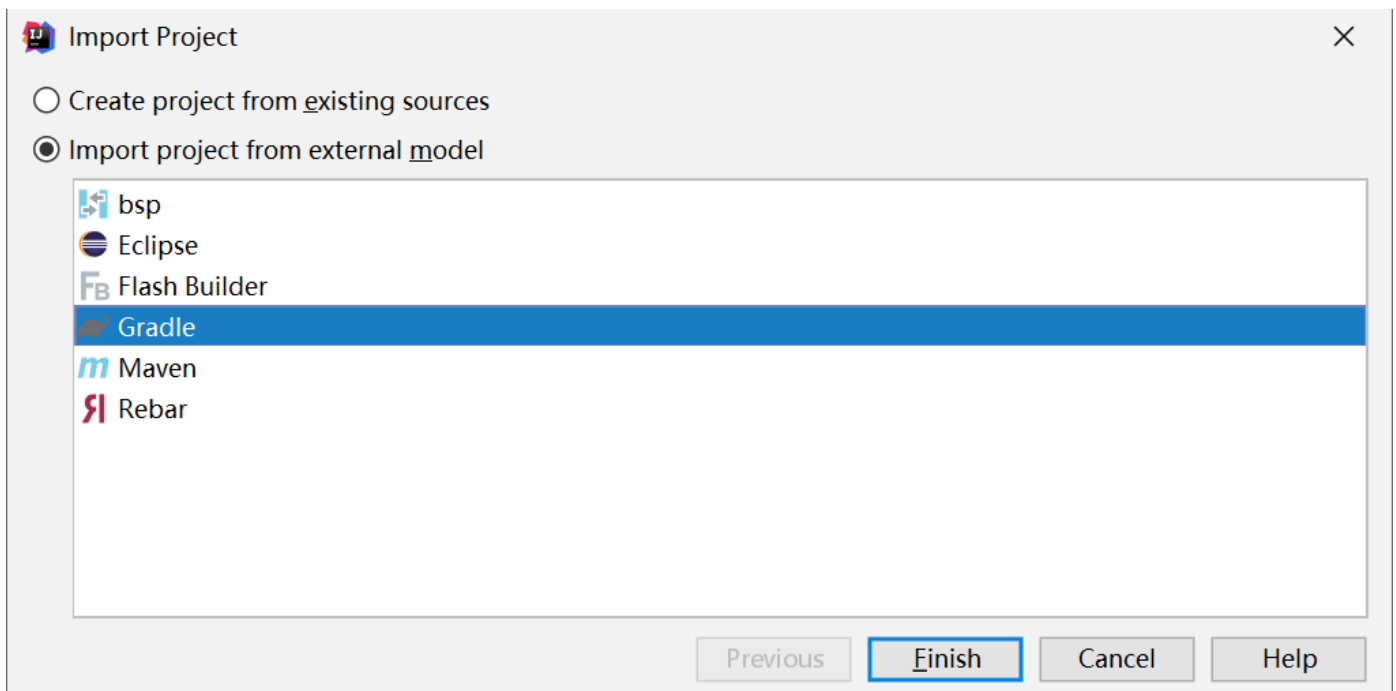 Import Project
Create project from existing sources
Import project from external model
bsp
Eclipse
Flash Builder
Gradle
Maven
Rebar
Previous Finish Cancel Help